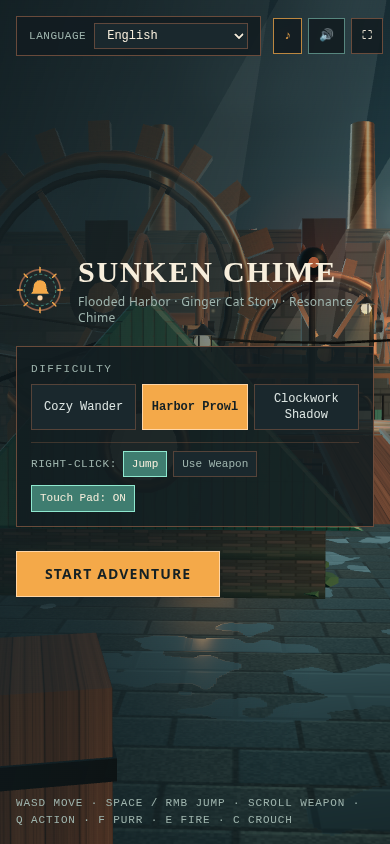 LANGUAGE English
SUNKEN CHIME
Flooded Harbor · Ginger Cat Story · Resonance
Chime
DIFFICULTY
Cozy Wander Harbor Prowl Clockwork
Shadow
RIGHT-CLICK: Jump Use Weapon
Touch Pad: ON
START ADVENTURE
WASD MOVE · SPACE / RMB JUMP · SCROLL WEAPON ·
Q ACTION · F PURR · E FIRE · C CROUCH